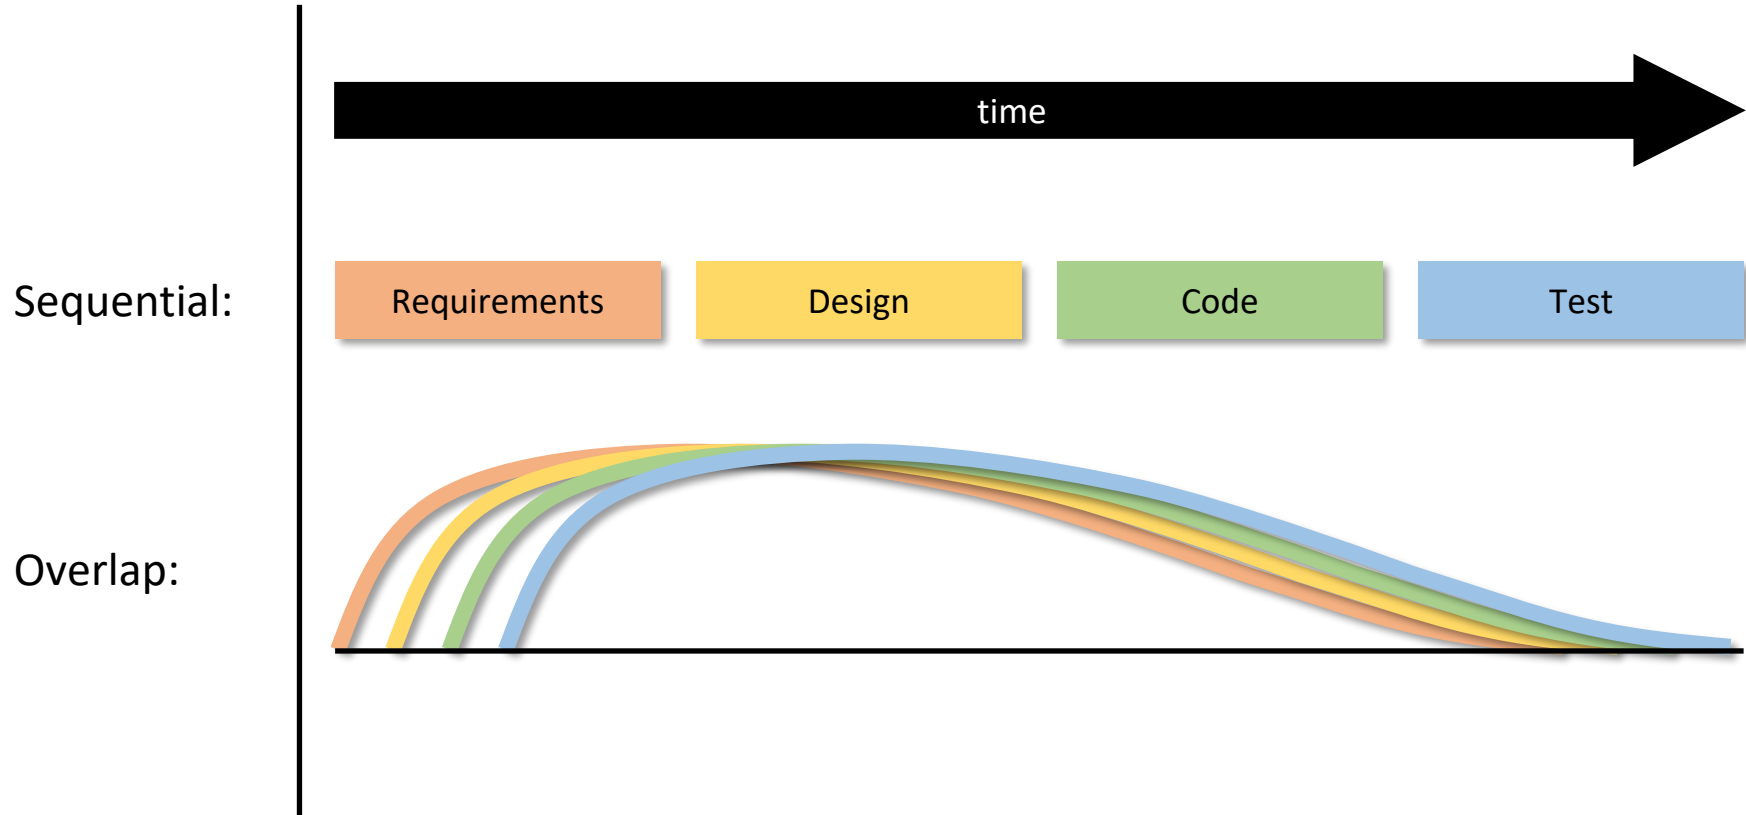 time
Sequential:
Requirements
Design
Code
Test
Overlap: